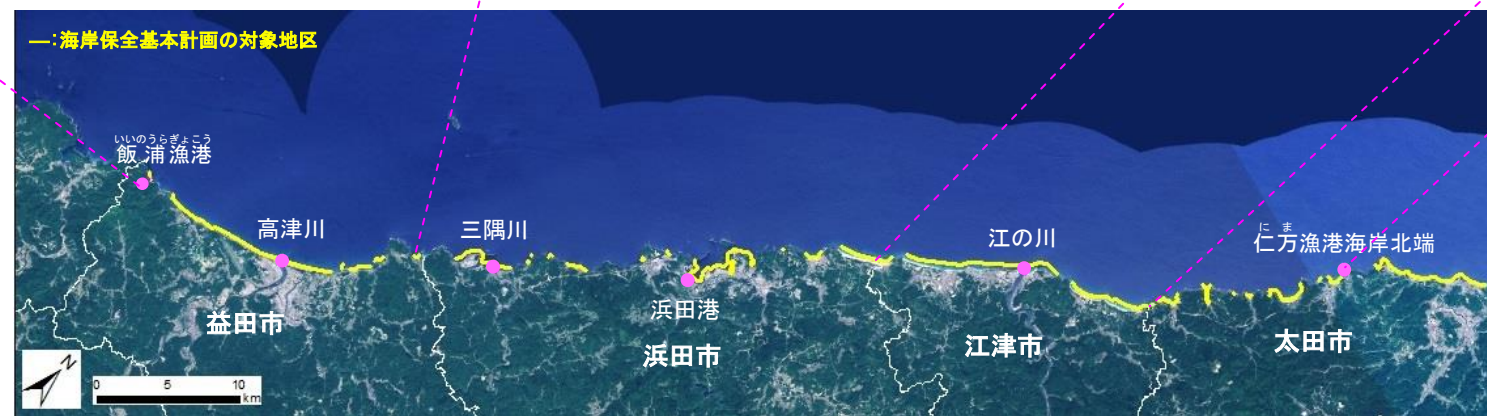 ―:海岸保全基本計画の対象地区
いいのうらぎょこう
飯浦漁港
高津川
三隅川
江の川
にま
仁万漁港海岸北端
浜田港
益田市
浜田市
江津市
太田市
N
0 5 10
km